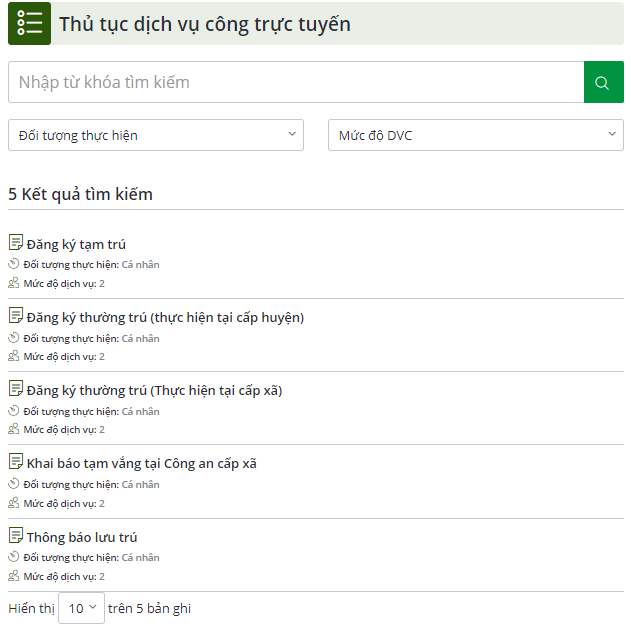 Thủ tục dịch vụ công trực tuyến
Nhập từ khóa tìm kiếm
Đối tượng thực hiện
Mức độ DVC
5 Kết quả tìm kiếm
Đăng ký tạm trú
Đối tượng thực hiện: Cá nhân
Mức độ dịch vụ: 2
Đăng ký thường trú (thực hiện tại cấp huyện)
Đối tượng thực hiện: Cá nhân
Mức độ dịch vụ: 2
Đăng ký thường trú (Thực hiện tại cấp xã)
Đối tượng thực hiện: Cá nhân
Mức độ dịch vụ: 2
Khai báo tạm vắng tại Công an cấp xã
Đối tượng thực hiện: Cá nhân
Mức độ dịch vụ: 2
Thông báo lưu trú
Đối tượng thực hiện: Cá nhân
Mức độ dịch vụ: 2
Hiển thị 10 trên 5 bản ghi